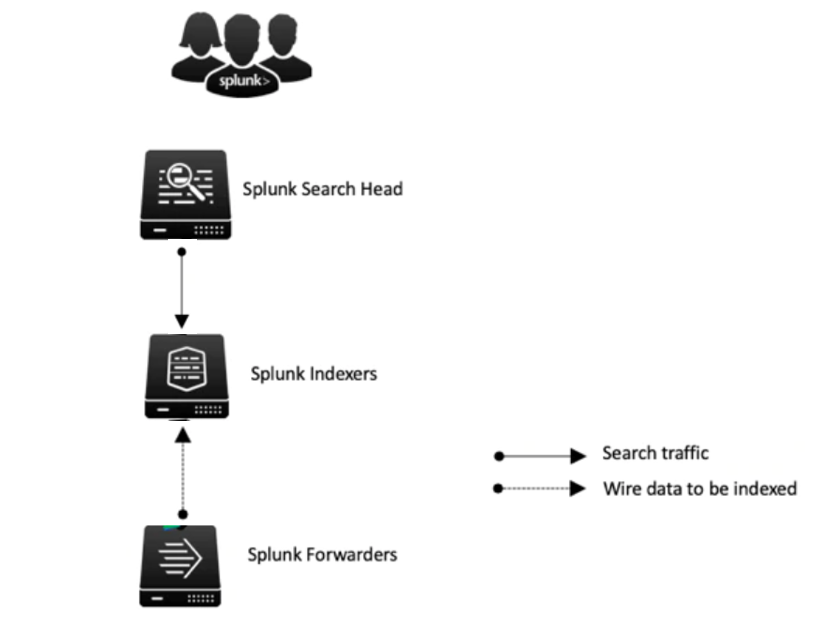 splunk>
Splunk Search Head
Splunk Indexers
Search traffic
Wire data to be indexed
Splunk Forwarders